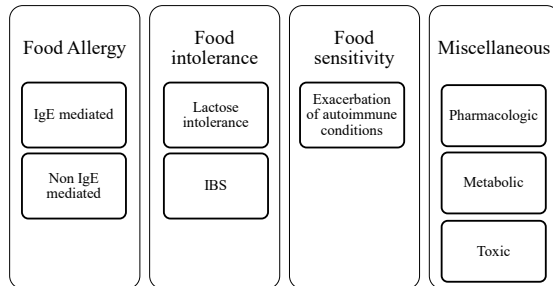 Food Allergy
IgE mediated
Non IgE
mediated
Food
intolerance
Lactose
intolerance
IBS
Food
sensitivity
Exacerbation
of autoimmune
conditions
Miscellaneous
Pharmacologic
Metabolic
Toxic